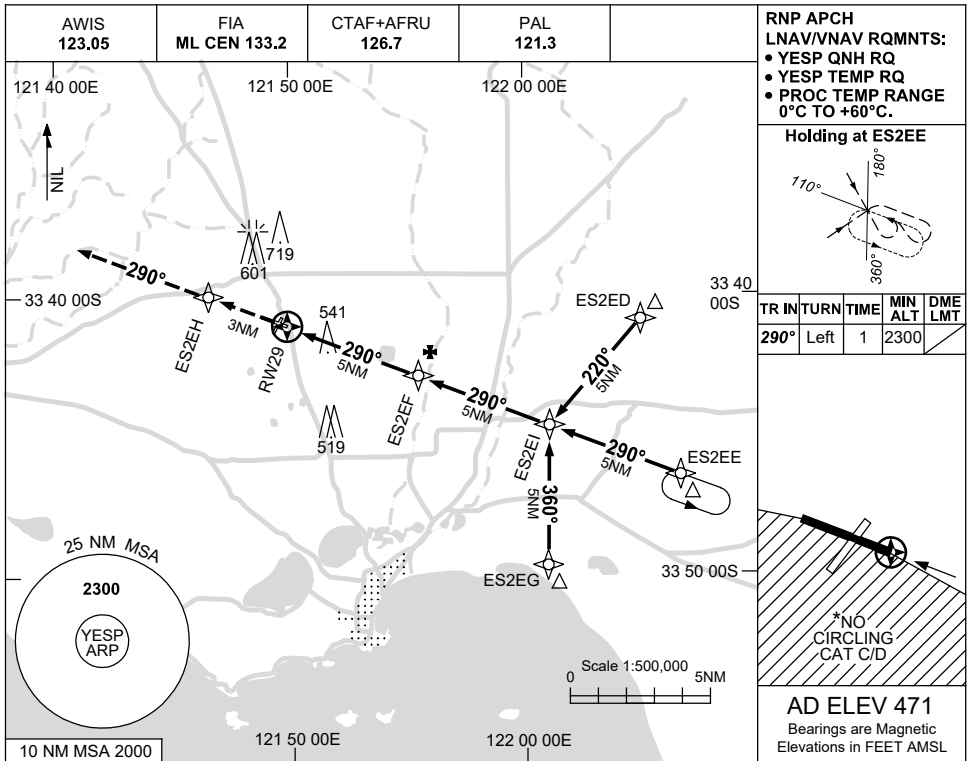 AWIS
123.05
FIA
ML CEN 133.2
CTAF+AFRU
126.7
PAL
121.3
RNP APCH
LNAV/VNAV RQMNTS:
• YESP QNH RQ
• YESP TEMP RQ
• PROC TEMP RANGE
0°C TO +60°C.
121 40 00E
121 50 00E
122 00 00E
NIL
Holding at ES2EE
180°
110°
360°
719
601
290°
33 40 00S
ES2EH
3NM
RW29
541
290°
5NM
ES2EF
519
290°
5NM
ES2ED
33 40
00S
220°
5NM
ES2EI
290°
5NM
ES2EE
360°
5NM
ES2EG
33 50 00S
TR IN
TURN
TIME
MIN
ALT
DME
LMT
290°
Left
1
2300
25 NM MSA
2300
YESP
ARP
Scale 1:500,000
0
5NM
*NO
CIRCLING
CAT C/D
10 NM MSA 2000
121 50 00E
122 00 00E
AD ELEV 471
Bearings are Magnetic
Elevations in FEET AMSL